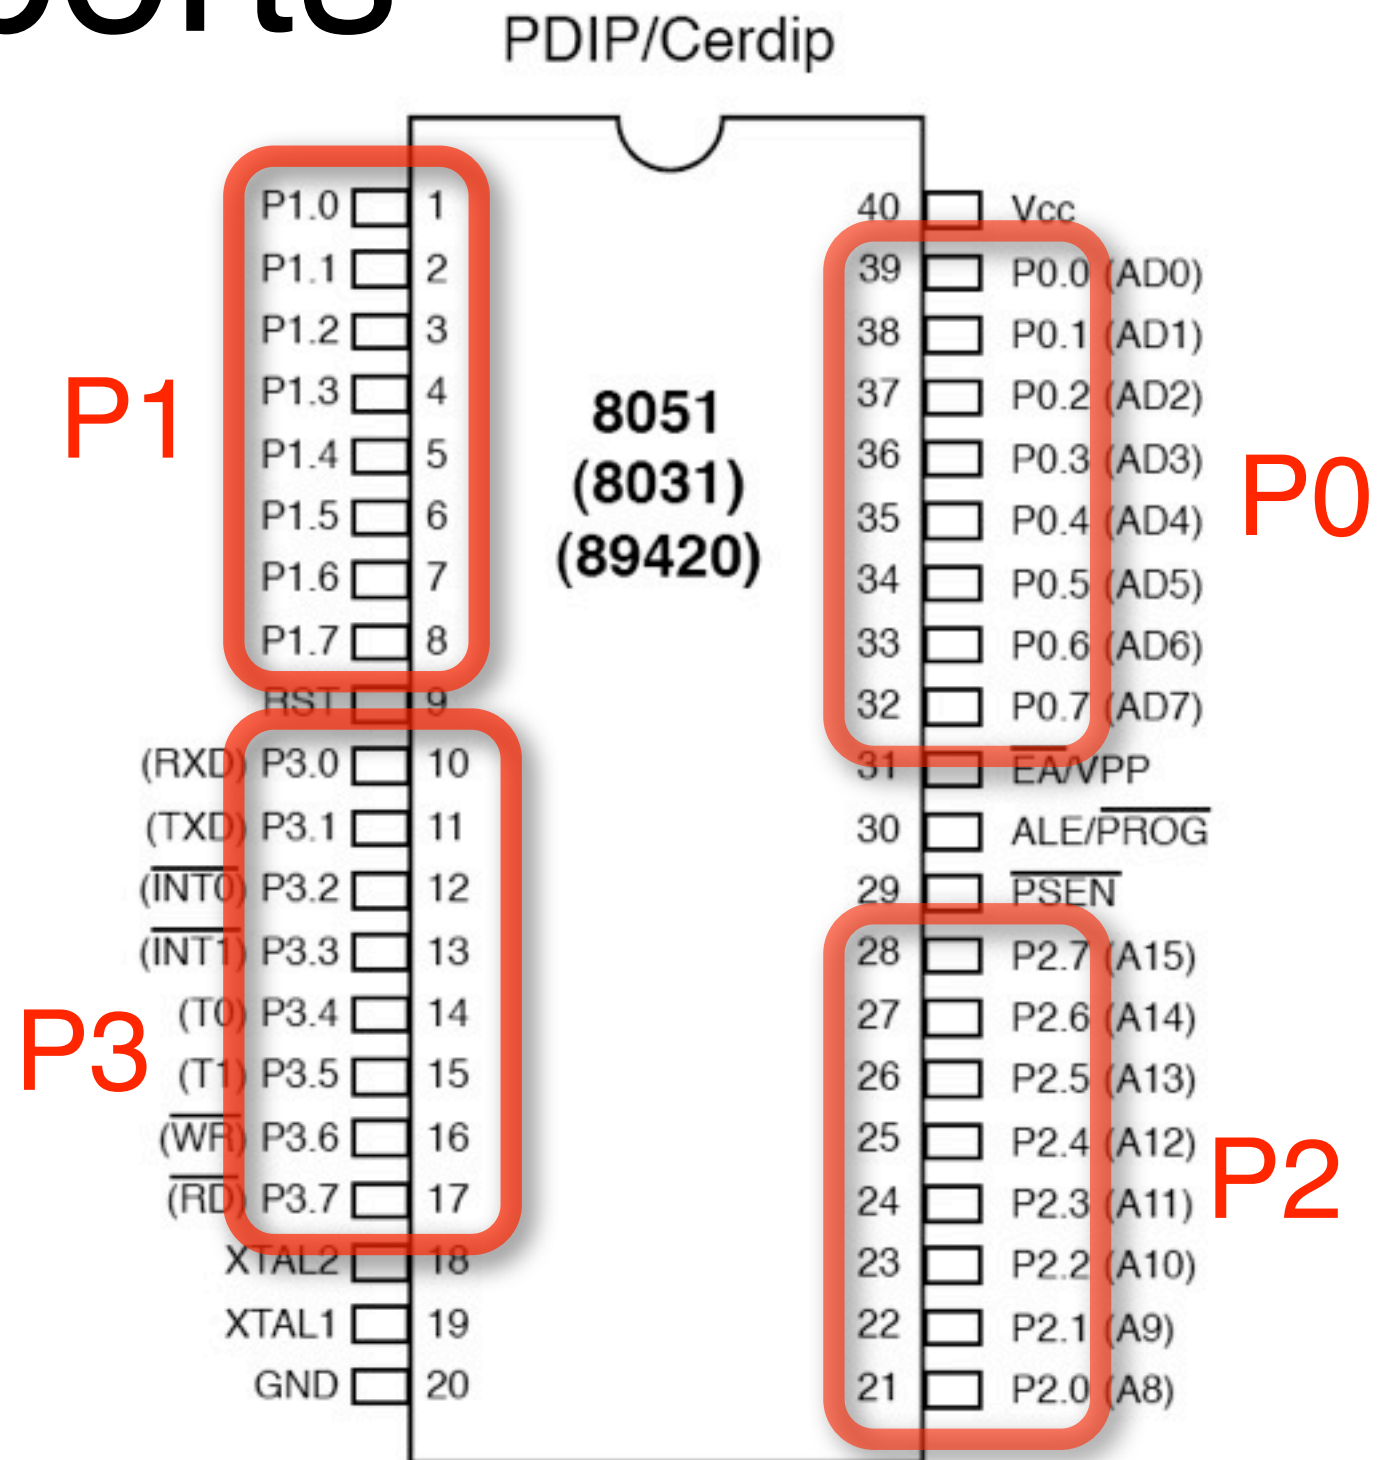 ports
PDIP/Cerdip
P1.0 1
P1.1 2
P1.2 3
P1.3 4
P1.4 5
P1.5 6
P1.6 7
P1.7 8
RST 9
(RXD) P3.0 10
(TXD) P3.1 11
(INT0) P3.2 12
(INT1) P3.3 13
(T0) P3.4 14
(T1) P3.5 15
(WR) P3.6 16
(RD) P3.7 17
XTAL2 18
XTAL1 19
GND 20
P1
P3
8051
(8031)
(89420)
40 Vcc
39 P0.0 (AD0)
38 P0.1 (AD1)
37 P0.2 (AD2)
36 P0.3 (AD3)
35 P0.4 (AD4)
34 P0.5 (AD5)
33 P0.6 (AD6)
32 P0.7 (AD7)
31 EA/VPP
30 ALE/PROG
29 PSEN
28 P2.7 (A15)
27 P2.6 (A14)
26 P2.5 (A13)
25 P2.4 (A12)
24 P2.3 (A11)
23 P2.2 (A10)
22 P2.1 (A9)
21 P2.0 (A8)
P0
P2